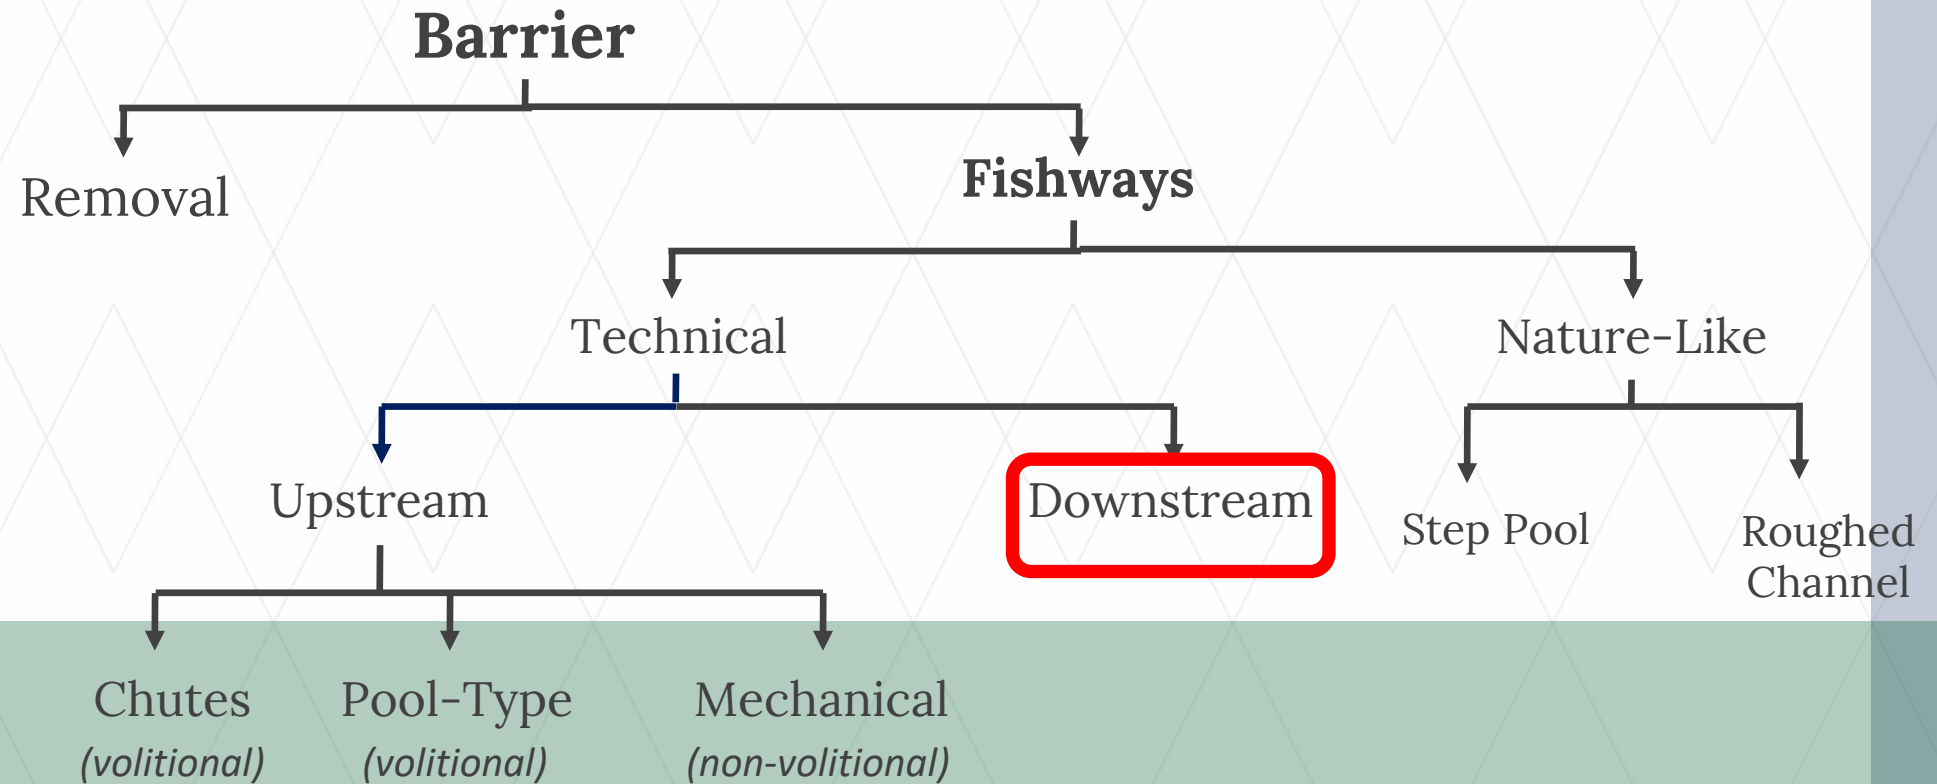 Barrier
Removal
Fishways
Technical
Nature-Like
Upstream
Downstream
Step Pool
Roughed
Channel
Chutes
(volitional)
Pool-Type
(volitional)
Mechanical
(non-volitional)